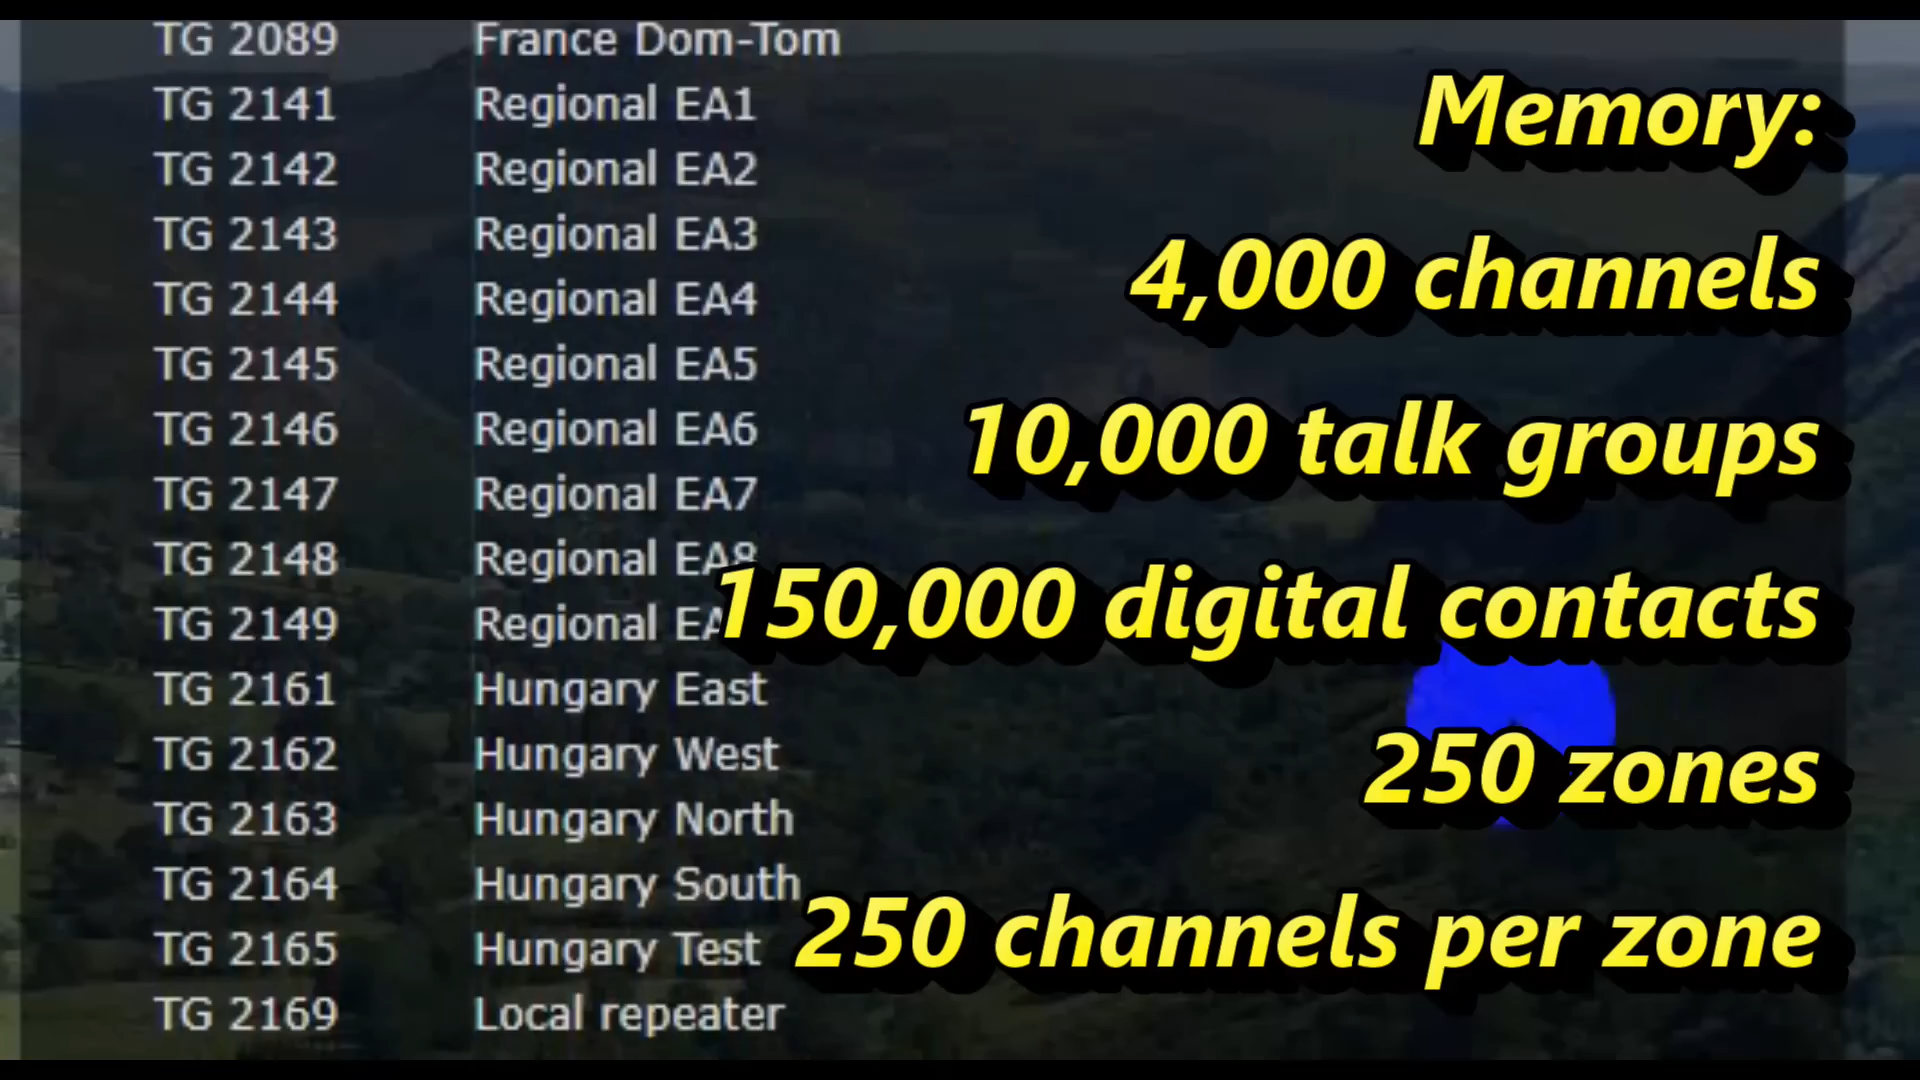 TG 2089 France Dom-Tom
TG 2141 Regional EA1
TG 2142 Regional EA2
TG 2143 Regional EA3
TG 2144 Regional EA4
TG 2145 Regional EA5
TG 2146 Regional EA6
TG 2147 Regional EA7
TG 2148 Regional EA8
TG 2149 Regional
TG 2161 Hungary East
TG 2162 Hungary West
TG 2163 Hungary North
TG 2164 Hungary South
TG 2165 Hungary Test
TG 2169 Local repeater
Memory:
4,000 channels
10,000 talk groups
150,000 digital contacts
250 zones
250 channels per zone